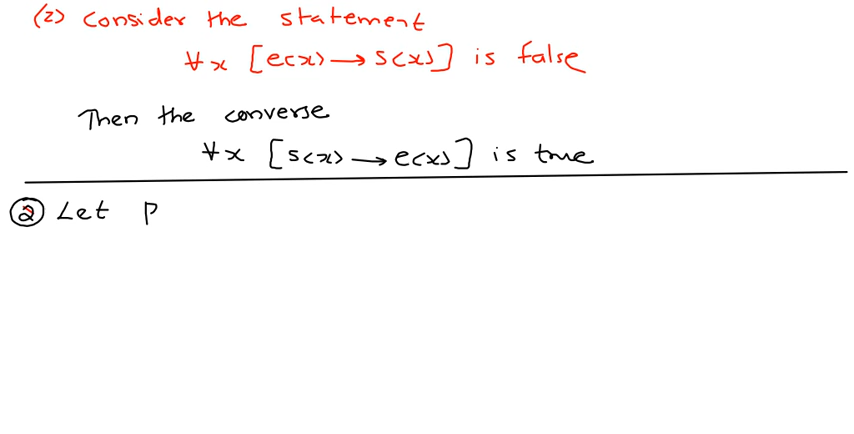 (2) Consider the statement
∀x [e(x) → s(x)] is false
Then the converse
∀x [s(x) → e(x)] is true
② Let P